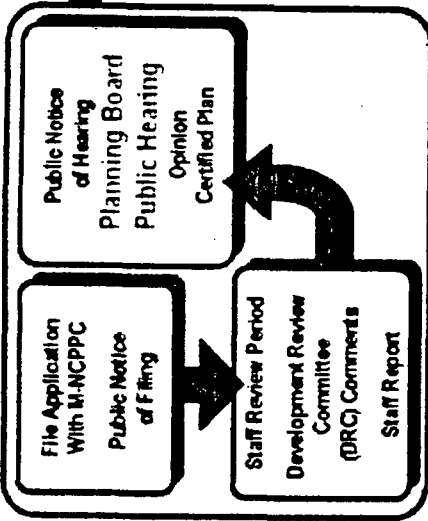 File Application
With M-NCPPC
Public Notice
of Filing
Staff Review Period
Development Review
Committee
(DRC) Comments
Staff Report
Public Notice
of Hearing
Planning Board
Public Hearing
Opinion
Certified Plan